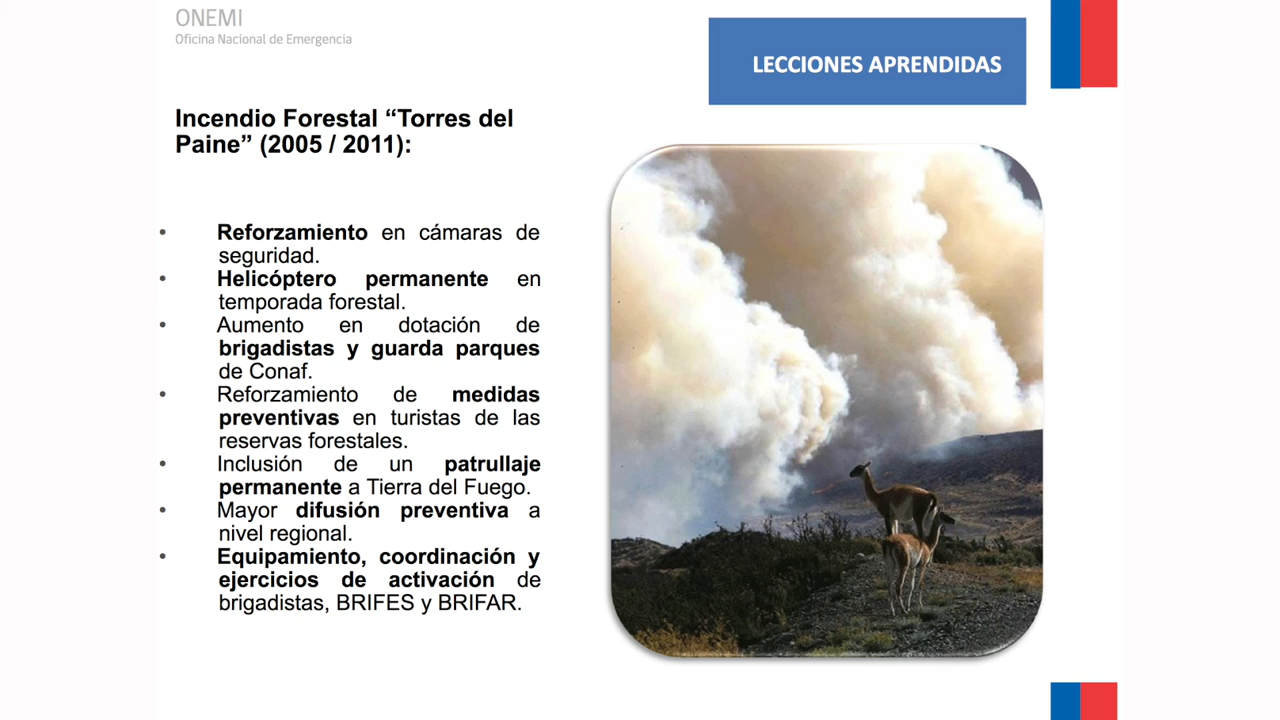 ONEMI
Oficina Nacional de Emergencia
LECCIONES APRENDIDAS
Incendio Forestal “Torres del
Paine” (2005 / 2011):
• Reforzamiento en cámaras de
seguridad.
• Helicóptero permanente en
temporada forestal.
• Aumento en dotación de
brigadistas y guarda parques
de Conaf.
• Reforzamiento de medidas
preventivas en turistas de las
reservas forestales.
• Inclusión de un patrullaje
permanente a Tierra del Fuego.
• Mayor difusión preventiva a
nivel regional.
• Equipamiento, coordinación y
ejercicios de activación de
brigadistas, BRIFES y BRIFAR.